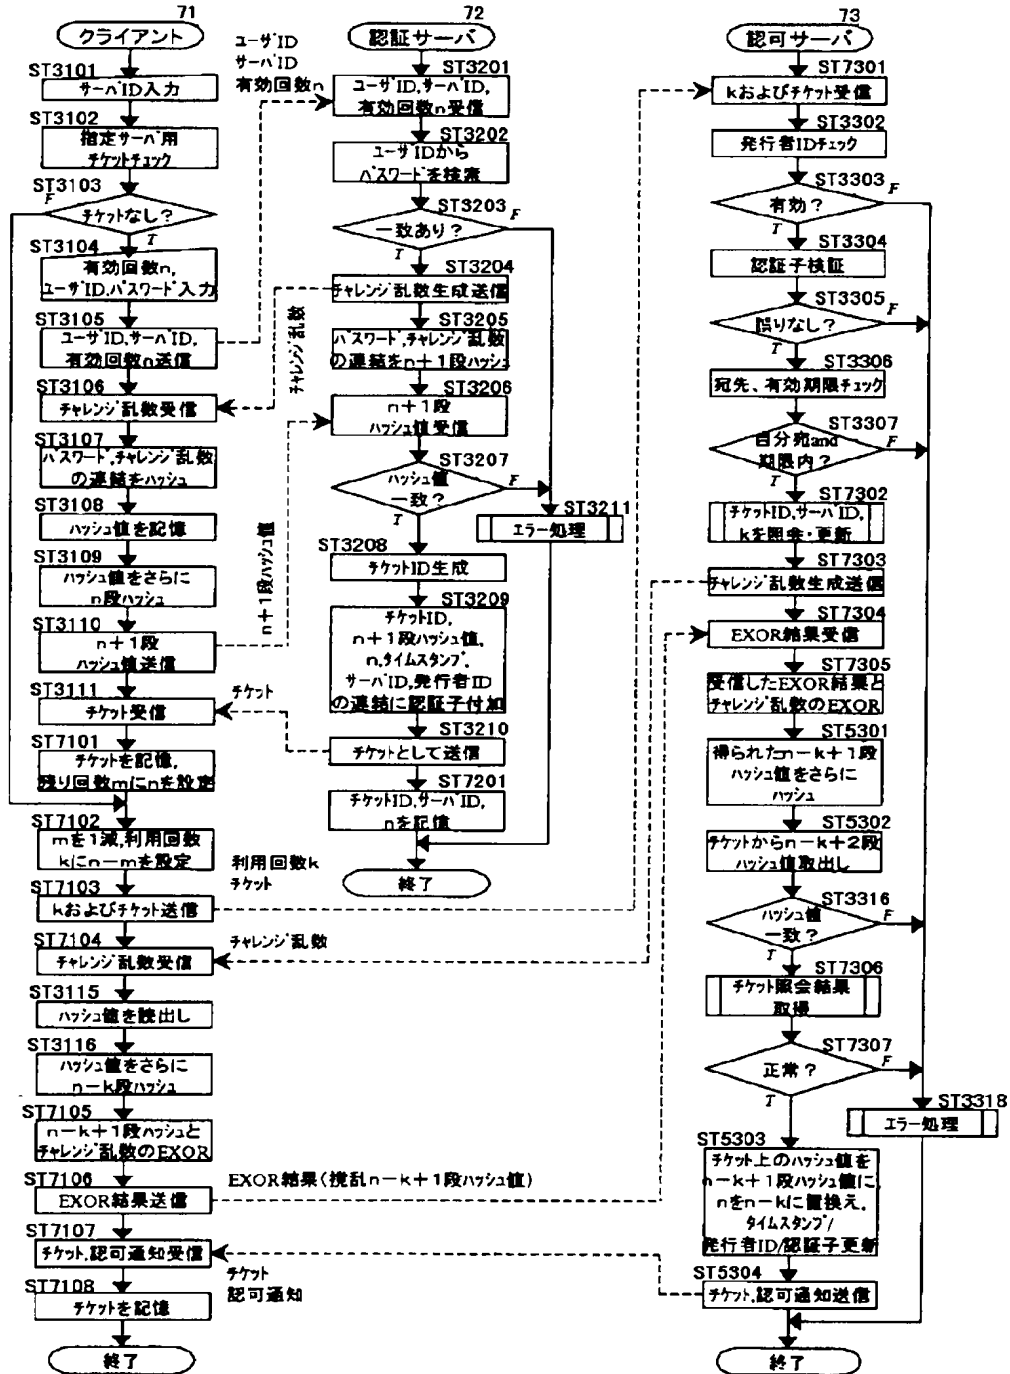 71
クライアント
ST3101
サーバID入力
ST3102
指定サーバ用
チケットチェック
ST3103
チケットなし?
F
T
ST3104
有効回数n,
ユーザID,パスワード入力
ST3105
ユーザID,サーバID,
有効回数n送信
ST3106
チャレンジ乱数受信
ST3107
パスワード,チャレンジ乱数
の連結をハッシュ
ST3108
ハッシュ値を記憶
ST3109
ハッシュ値をさらに
n段ハッシュ
ST3110
n+1段
ハッシュ値送信
ST3111
チケット受信
ST7101
チケットを記憶,
残り回数mにnを設定
ST7102
mを1減,利用回数
kにn-mを設定
ST7103
kおよびチケット送信
ST7104
チャレンジ乱数受信
ST3115
ハッシュ値を読出し
ST3116
ハッシュ値をさらに
n-k段ハッシュ
ST7105
n-k+1段ハッシュと
チャレンジ乱数のEXOR
ST7106
EXOR結果送信
ST7107
チケット,認可通知受信
ST7108
チケットを記憶
終了
ユーザID
サーバID
有効回数n
チャレンジ乱数
n+1段ハッシュ値
チケット
利用回数k
チケット
チャレンジ乱数
EXOR結果(撹乱n-k+1段ハッシュ値)
チケット
認可通知
72
認証サーバ
ST3201
ユーザID,サーバID,
有効回数n受信
ST3202
ユーザIDから
パスワードを検索
ST3203
一致あり?
F
T
ST3204
チャレンジ乱数生成送信
ST3205
パスワード,チャレンジ乱数
の連結をn+1段ハッシュ
ST3206
n+1段
ハッシュ値受信
ST3207
ハッシュ値
一致?
F
T
ST3211
エラー処理
ST3208
チケットID生成
ST3209
チケットID,
n+1段ハッシュ値,
n,タイムスタンプ,
サーバID,発行者ID
の連結に認証子付加
ST3210
チケットとして送信
ST7201
チケットID,サーバID,
nを記憶
終了
73
認可サーバ
ST7301
kおよびチケット受信
ST3302
発行者IDチェック
ST3303
有効?
F
T
ST3304
認証子検証
ST3305
誤りなし?
F
T
ST3306
宛先、有効期限チェック
ST3307
自分宛and
期限内?
F
T
ST7302
チケットID,サーバID,
kを照会・更新
ST7303
チャレンジ乱数生成送信
ST7304
EXOR結果受信
ST7305
受信したEXOR結果と
チャレンジ乱数のEXOR
ST5301
得られたn-k+1段
ハッシュ値をさらに
ハッシュ
ST5302
チケットからn-k+2段
ハッシュ値取出し
ST3316
ハッシュ値
一致?
F
T
ST7306
チケット照会結果
取得
ST7307
正常?
F
T
ST3318
エラー処理
ST5303
チケット上のハッシュ値を
n-k+1段ハッシュ値に,
nをn-kに置換え,
タイムスタンプ/
発行者ID/認証子更新
ST5304
チケット,認可通知送信
終了